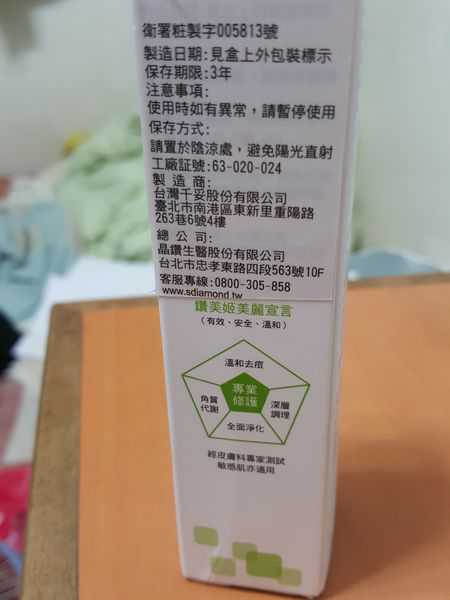 衛署粧製字005813號
製造日期:見盒上外包裝標示
保存期限:3年
注意事項:
使用時如有異常，請暫停使用
保存方式:
請置於陰涼處，避免陽光直射
工廠証號:63-020-024
製造商:
台灣千妥股份有限公司
臺北市南港區東新里重陽路
263巷6號4樓
總公司:
晶鑽生醫股份有限公司
台北市忠孝東路四段563號10F
客服專線:0800-305-858
www.sdiamond.tw
鑽美姬美麗宣言
(有效、安全、溫和)
溫和去痘
角質
代謝
專業
修護
深層
調理
全面淨化
經皮膚科專家測試
敏感肌亦適用